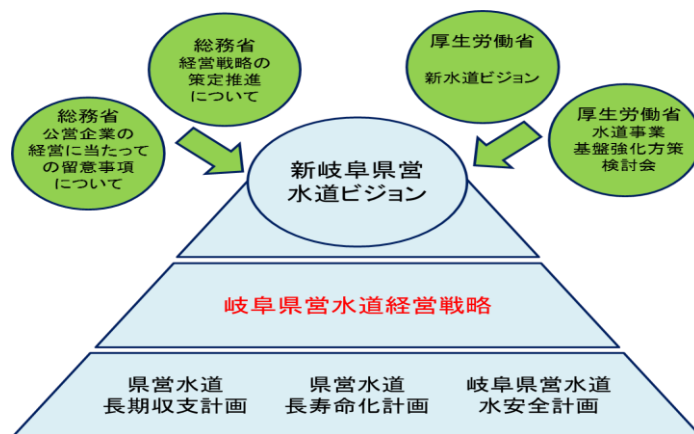 総務省
経営戦略の
策定推進
について
厚生労働省
新水道ビジョン
総務省
公営企業の
経営に当たって
の留意事項
について
厚生労働省
水道事業
基盤強化方策
検討会
新岐阜県営
水道ビジョン
岐阜県営水道経営戦略
県営水道
長期収支計画
県営水道
長寿命化計画
岐阜県営水道
水安全計画